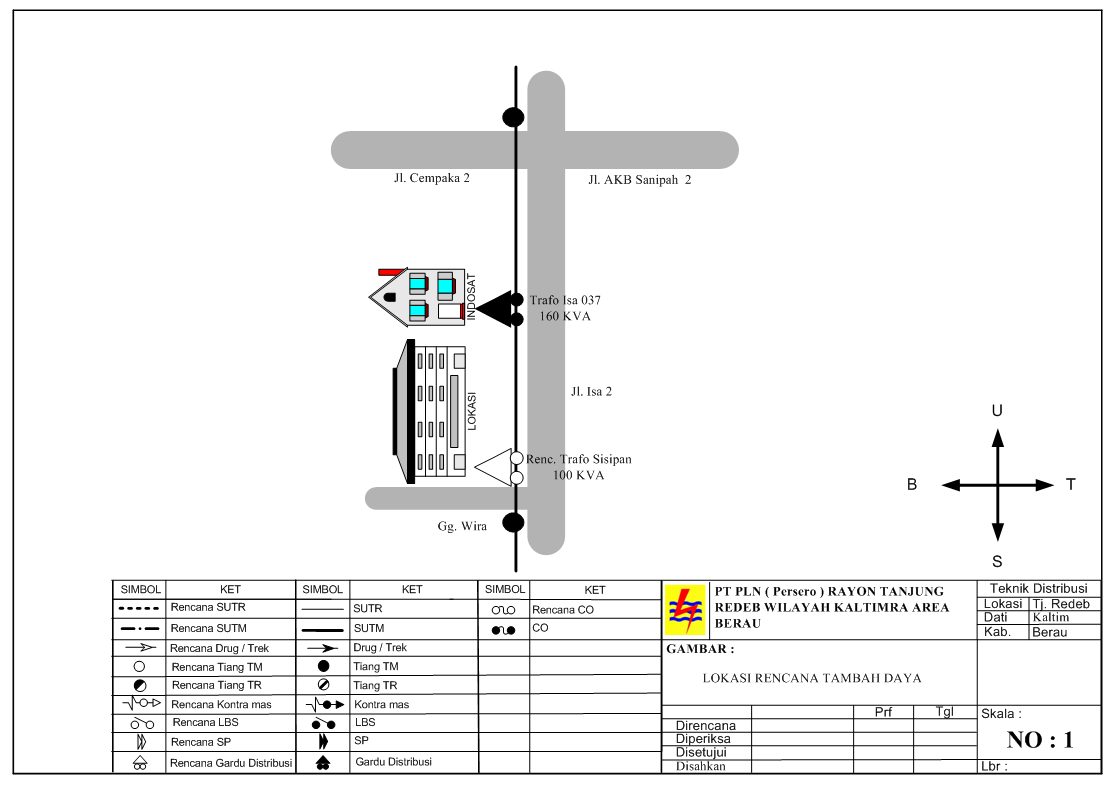 Jl. Cempaka 2
Jl. AKB Sanipah 2
INDOSAT
Trafo Isa 037
160 KVA
Jl. Isa 2
LOKASI
Renc. Trafo Sisipan
100 KVA
Gg. Wira
U
B
T
S
SIMBOL KET SIMBOL KET SIMBOL KET
Rencana SUTR SUTR Rencana CO
Rencana SUTM SUTM CO
Rencana Drug / Trek Drug / Trek
Rencana Tiang TM Tiang TM
Rencana Tiang TR Tiang TR
Rencana Kontra mas Kontra mas
Rencana LBS LBS
Rencana SP SP
Rencana Gardu Distribusi Gardu Distribusi
PT PLN ( Persero ) RAYON TANJUNG
REDEB WILAYAH KALTIMRA AREA
BERAU
Teknik Distribusi
Lokasi Tj. Redeb
Dati Kaltim
Kab. Berau
GAMBAR :
LOKASI RENCANA TAMBAH DAYA
Prf Tgl
Direncana
Diperiksa
Disetujui
Disahkan
Skala :
NO : 1
Lbr :